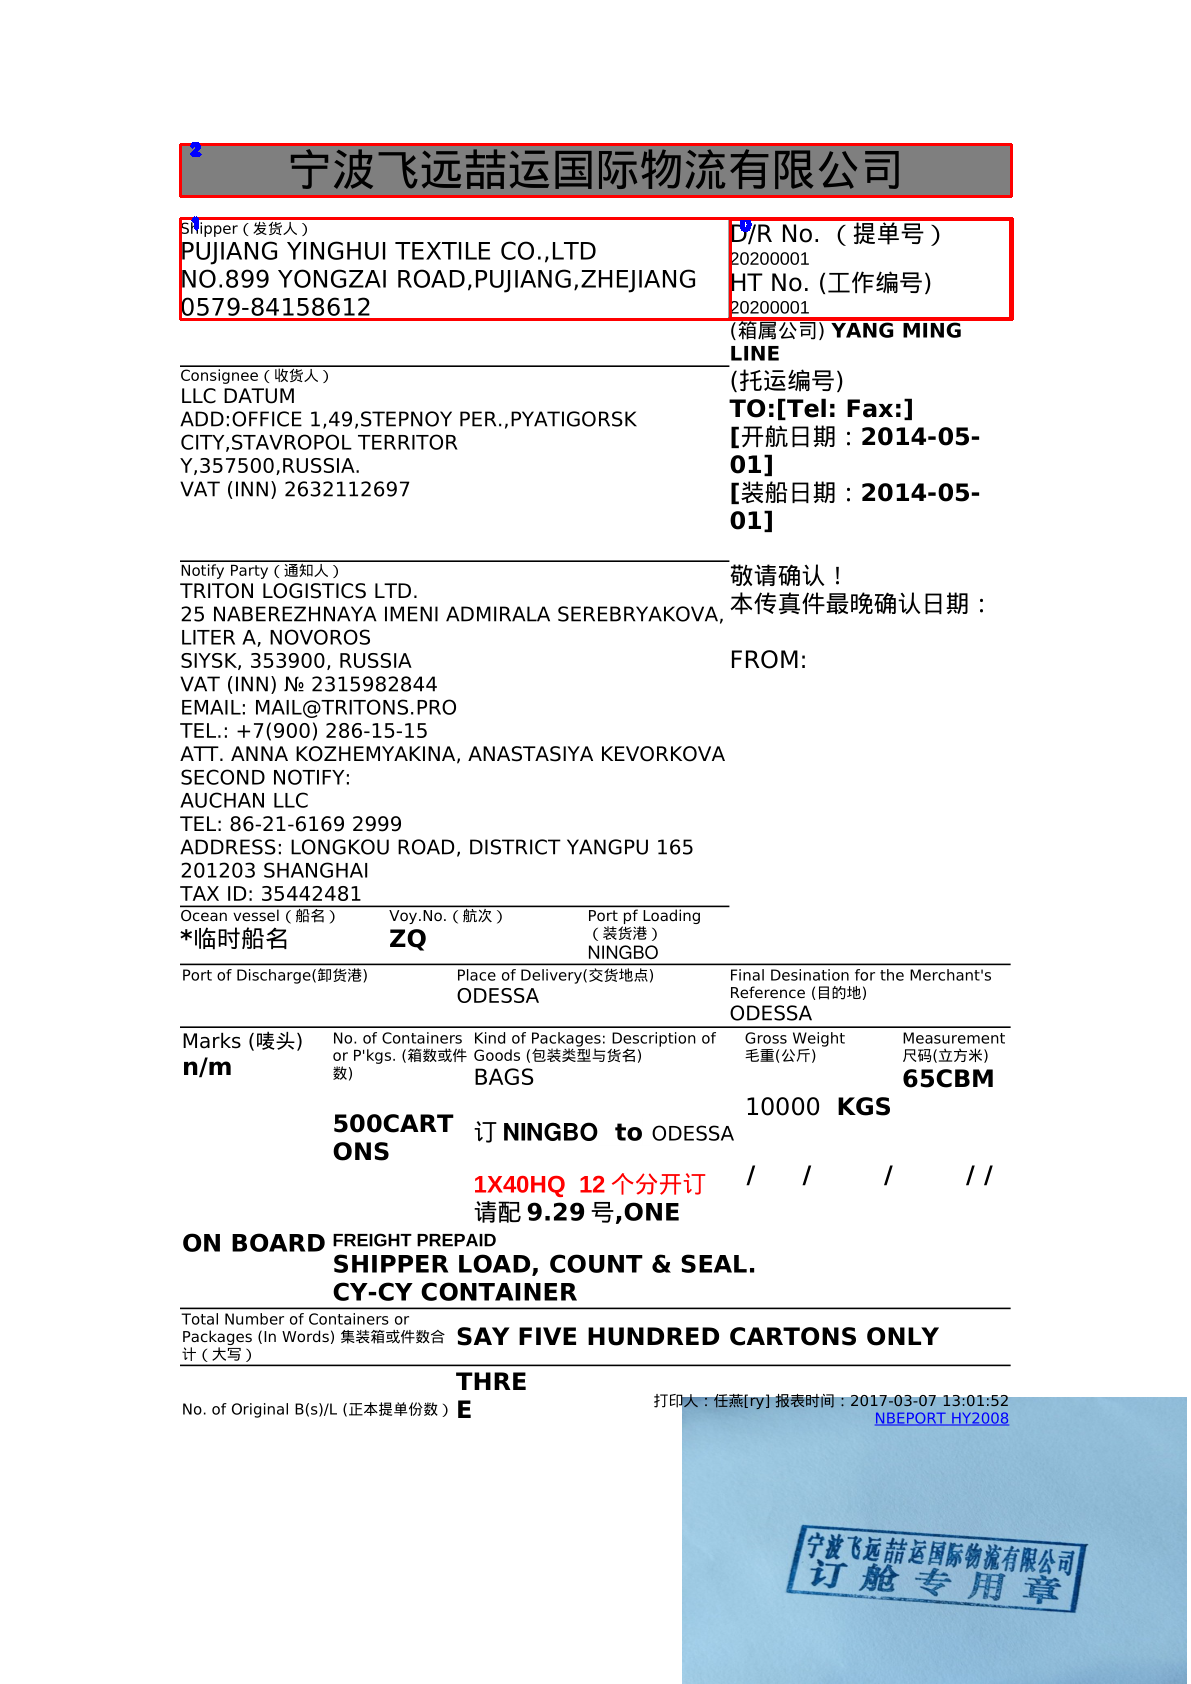 宁波飞远喆运国际物流有限公司
Shipper（发货人）
PUJIANG YINGHUI TEXTILE CO.,LTD
NO.899 YONGZAI ROAD,PUJIANG,ZHEJIANG
0579-84158612
D/R No. （提单号）
20200001
HT No. (工作编号)
20200001
(箱属公司) YANG MING
LINE
(托运编号)
TO:[Tel: Fax:]
[开航日期：2014-05-
01]
[装船日期：2014-05-
01]
敬请确认！
本传真件最晚确认日期：
FROM:
Consignee（收货人）
LLC DATUM
ADD:OFFICE 1,49,STEPNOY PER.,PYATIGORSK
CITY,STAVROPOL TERRITOR
Y,357500,RUSSIA.
VAT (INN) 2632112697
Notify Party（通知人）
TRITON LOGISTICS LTD.
25 NABEREZHNAYA IMENI ADMIRALA SEREBRYAKOVA,
LITER A, NOVOROS
SIYSK, 353900, RUSSIA
VAT (INN) № 2315982844
EMAIL: MAIL@TRITONS.PRO
TEL.: +7(900) 286-15-15
ATT. ANNA KOZHEMYAKINA, ANASTASIYA KEVORKOVA
SECOND NOTIFY:
AUCHAN LLC
TEL: 86-21-6169 2999
ADDRESS: LONGKOU ROAD, DISTRICT YANGPU 165
201203 SHANGHAI
TAX ID: 35442481
Ocean vessel（船名）
*临时船名
Voy.No.（航次）
ZQ
Port pf Loading
（装货港）
NINGBO
Port of Discharge(卸货港)
Place of Delivery(交货地点)
ODESSA
Final Desination for the Merchant's
Reference (目的地)
ODESSA
Marks (唛头)
n/m
No. of Containers
or P'kgs. (箱数或件
数)
500CART
ONS
Kind of Packages: Description of
Goods (包装类型与货名)
BAGS
订 NINGBO to ODESSA
1X40HQ 12 个分开订
请配 9.29 号,ONE
Gross Weight
毛重(公斤)
10000 KGS
Measurement
尺码(立方米)
65CBM
/ / / / /
ON BOARD
FREIGHT PREPAID
SHIPPER LOAD, COUNT & SEAL.
CY-CY CONTAINER
Total Number of Containers or
Packages (In Words) 集装箱或件数合
计（大写）
SAY FIVE HUNDRED CARTONS ONLY
No. of Original B(s)/L (正本提单份数）
THRE
E
打印人：任燕[ry] 报表时间：2017-03-07 13:01:52
NBEPORT HY2008
宁波飞远喆运国际物流有限公司
订舱专用章
2
1
0